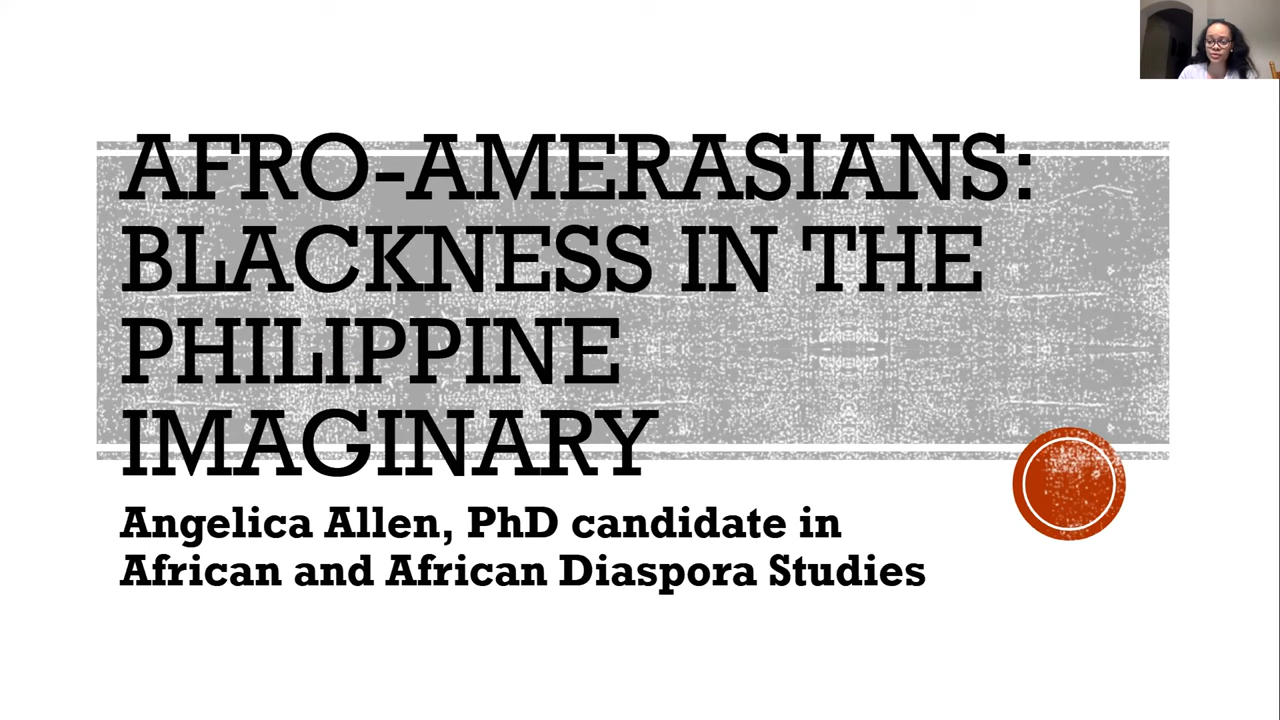 AFRO-AMERASIANS:
BLACKNESS IN THE
PHILIPPINE
IMAGINARY
Angelica Allen, PhD candidate in
African and African Diaspora Studies